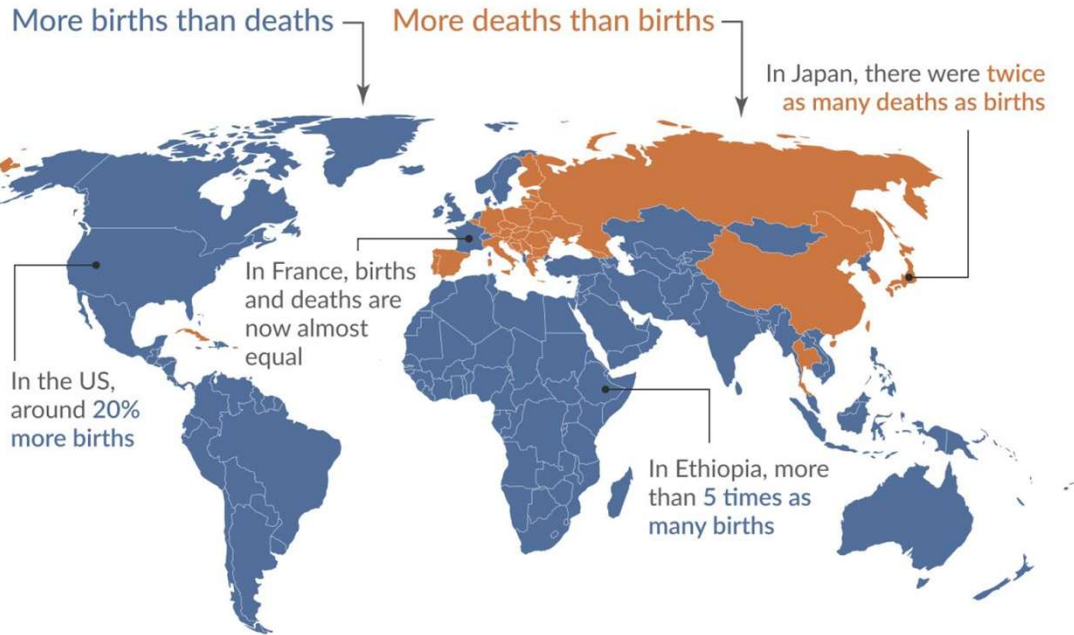 More births than deaths
More deaths than births
In Japan, there were twice
as many deaths as births
In France, births
and deaths are
now almost
equal
In the US,
around 20%
more births
In Ethiopia, more
than 5 times as
many births